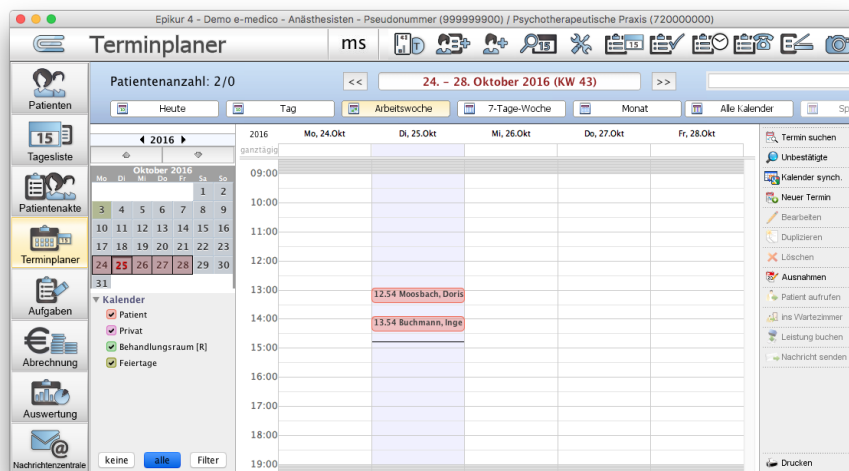 Epikur 4 - Demo e-medico - Anästhesisten - Pseudonummer (999999900) / Psychotherapeutische Praxis (720000000)
Terminplaner
ms
15
Patienten
15
Tagesliste
Patientenakte
15
Terminplaner
Aufgaben
Abrechnung
Auswertung
Nachrichtenzentrale
Patientenanzahl: 2/0
<<
24. – 28. Oktober 2016 (KW 43)
>>
Heute
Tag
Arbeitswoche
7-Tage-Woche
Monat
Alle Kalender
Sp
2016
Oktober 2016
Mo Di Mi Do Fr Sa So
1 2
3 4 5 6 7 8 9
10 11 12 13 14 15 16
17 18 19 20 21 22 23
24 25 26 27 28 29 30
31
Kalender
Patient
Privat
Behandlungsraum [R]
Feiertage
keine
alle
Filter
2016
Mo, 24.Okt
Di, 25.Okt
Mi, 26.Okt
Do, 27.Okt
Fr, 28.Okt
ganztägig
09:00
10:00
11:00
12:00
13:00
12.54 Moosbach, Doris
14:00
13.54 Buchmann, Inge
15:00
16:00
17:00
18:00
19:00
Termin suchen
Unbestätigte
Kalender synch.
Neuer Termin
Bearbeiten
Duplizieren
Löschen
Ausnahmen
Patient aufrufen
ins Wartezimmer
Leistung buchen
Nachricht senden
Drucken